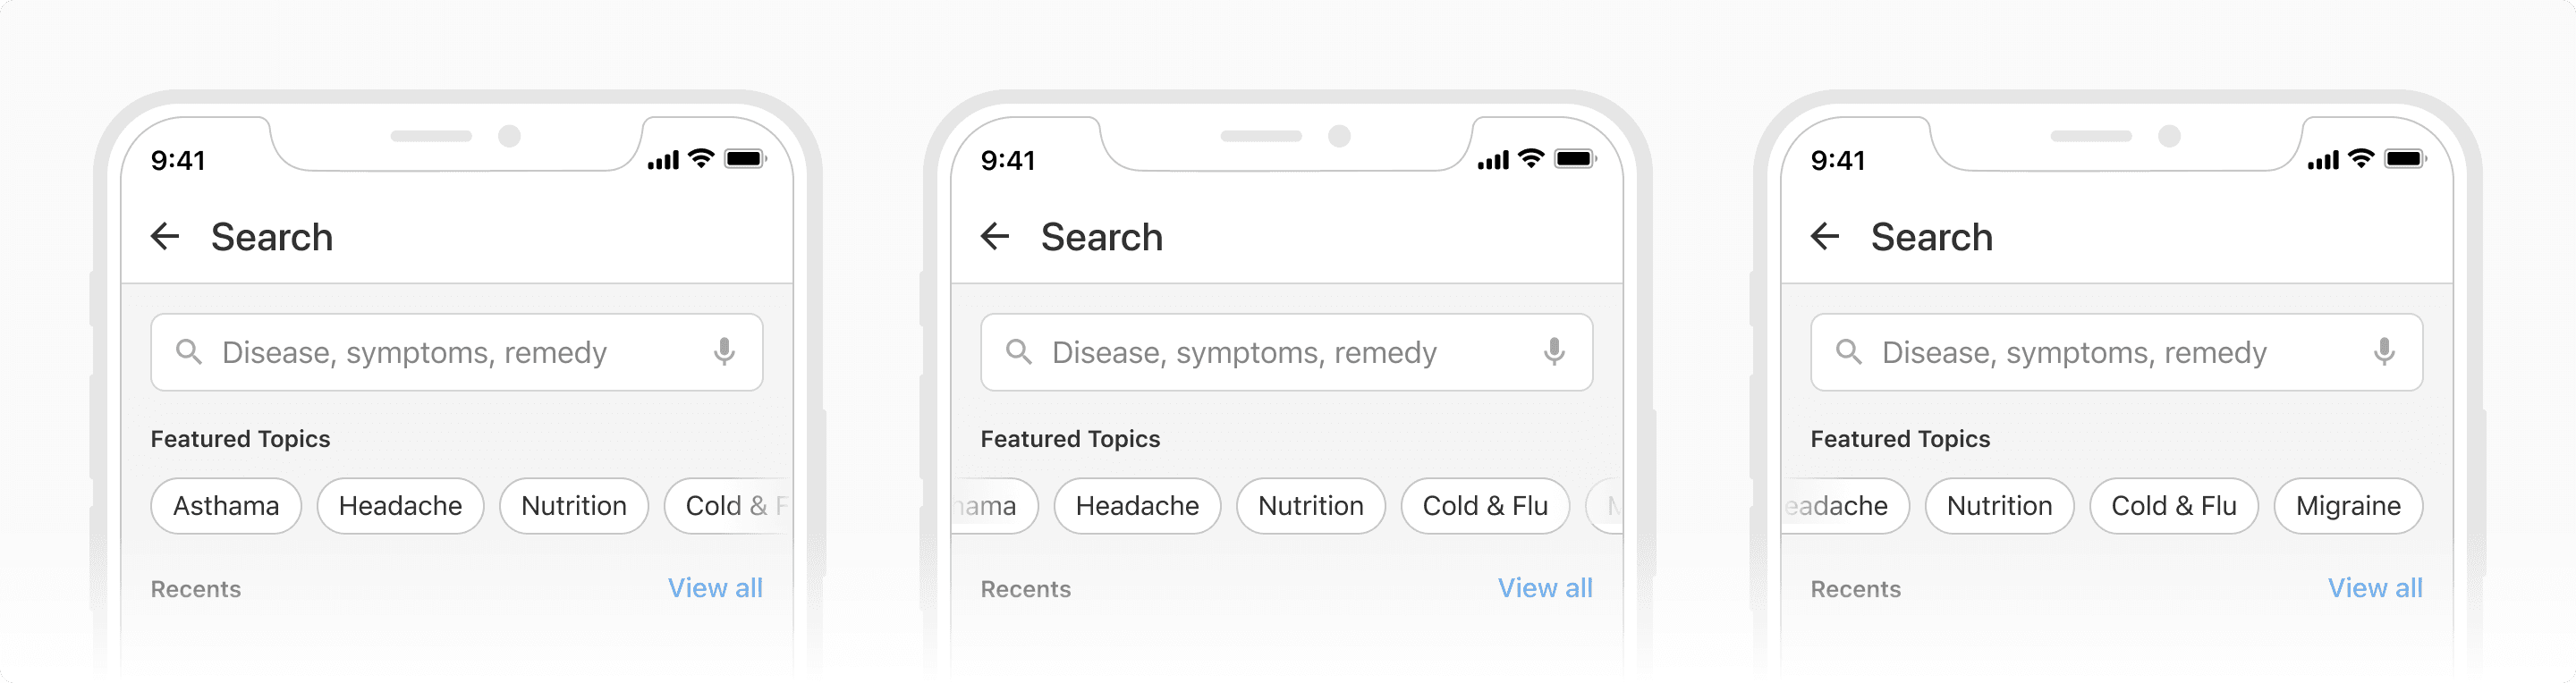 9:41
Search
Disease, symptoms, remedy
Featured Topics
Asthama Headache Nutrition Cold & F
Recents View all
9:41
Search
Disease, symptoms, remedy
Featured Topics
hama Headache Nutrition Cold & Flu M
Recents View all
9:41
Search
Disease, symptoms, remedy
Featured Topics
eadache Nutrition Cold & Flu Migraine
Recents View all